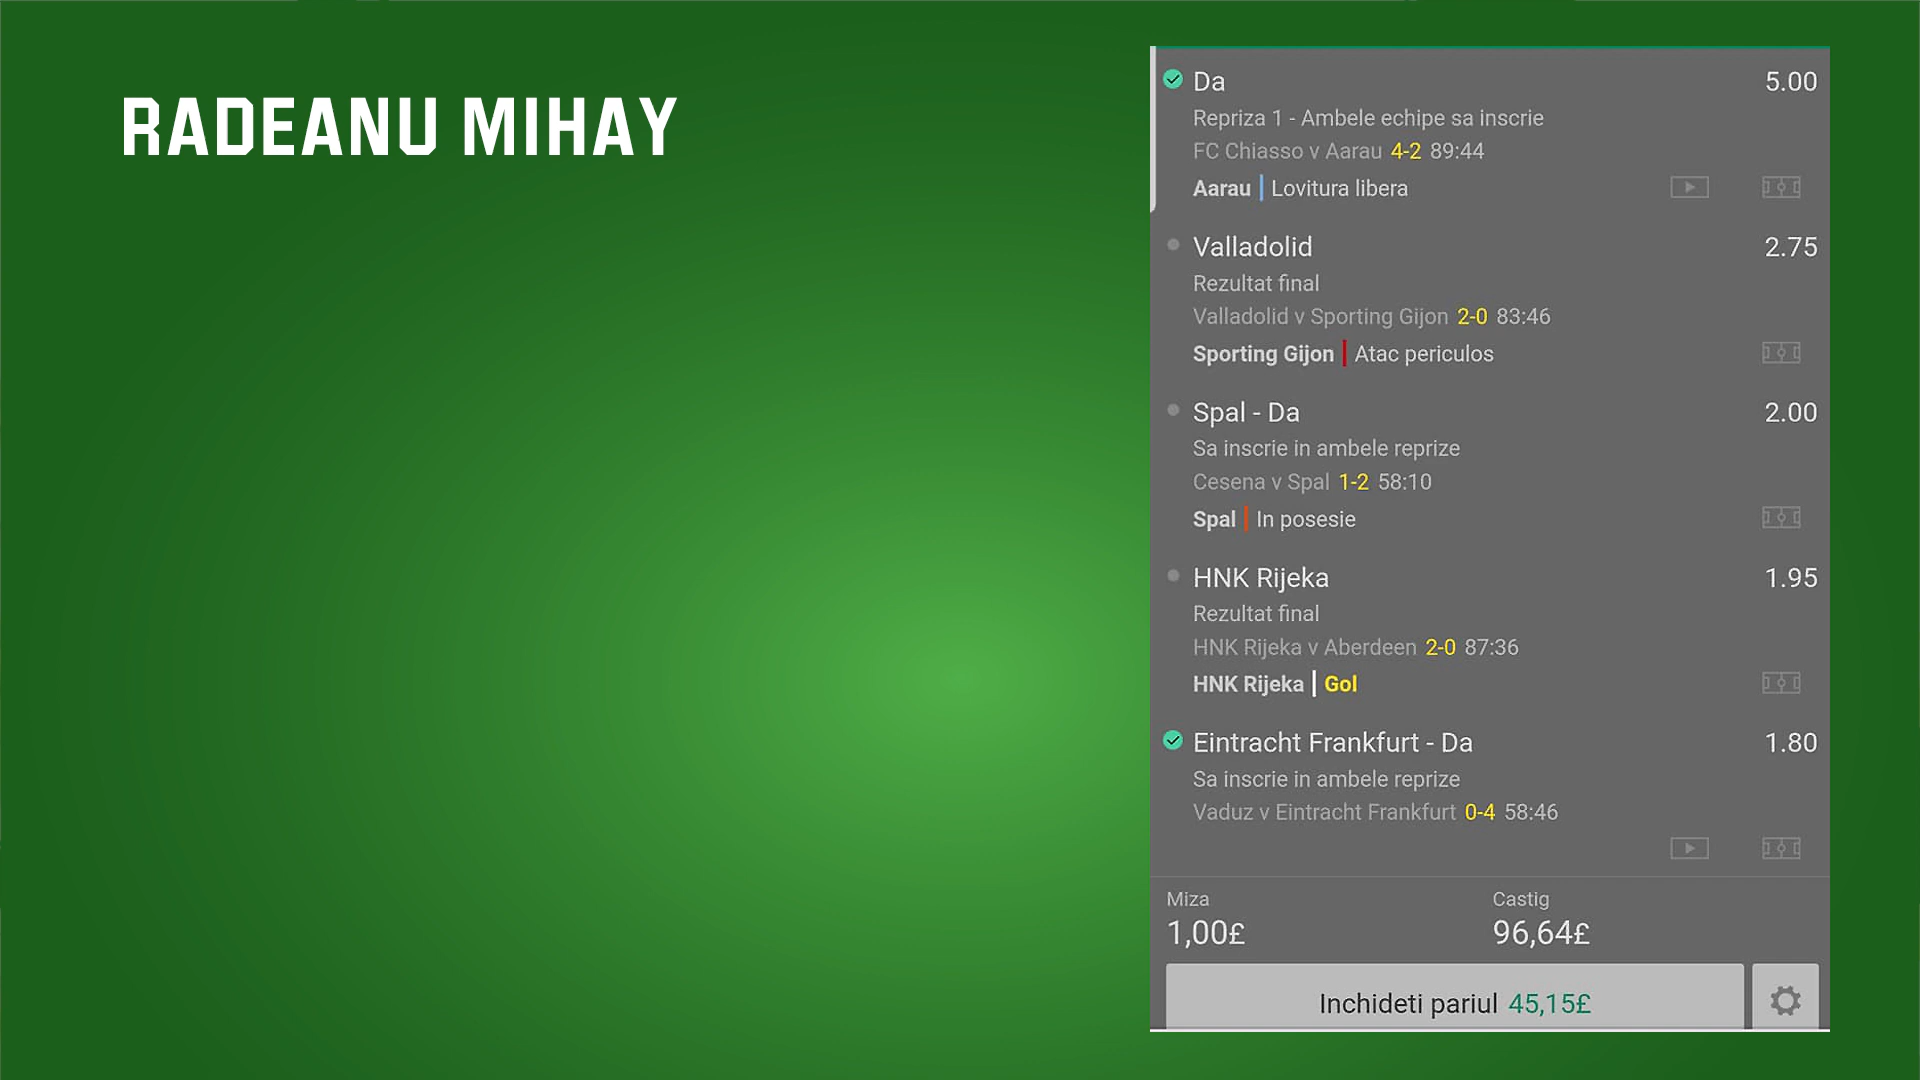 RADEANU MIHAY
Da 5.00
Repriza 1 - Ambele echipe sa inscrie
FC Chiasso v Aarau 4-2 89:44
Aarau Lovitura libera
Valladolid 2.75
Rezultat final
Valladolid v Sporting Gijon 2-0 83:46
Sporting Gijon Atac periculos
Spal - Da 2.00
Sa inscrie in ambele reprize
Cesena v Spal 1-2 58:10
Spal In posesie
HNK Rijeka 1.95
Rezultat final
HNK Rijeka v Aberdeen 2-0 87:36
HNK Rijeka Gol
Eintracht Frankfurt - Da 1.80
Sa inscrie in ambele reprize
Vaduz v Eintracht Frankfurt 0-4 58:46
Miza Castig
1,00£ 96,64£
Inchideti pariul 45,15£